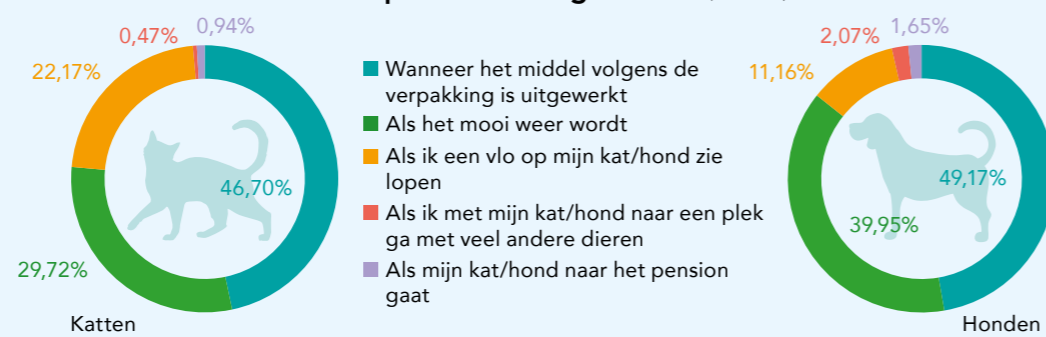 0,47%
0,94%
22,17%
46,70%
29,72%
Katten
Wanneer het middel volgens de
verpakking is uitgewerkt
Als het mooi weer wordt
Als ik een vlo op mijn kat/hond zie
lopen
Als ik met mijn kat/hond naar een plek
ga met veel andere dieren
Als mijn kat/hond naar het pension
gaat
2,07%
1,65%
11,16%
49,17%
39,95%
Honden